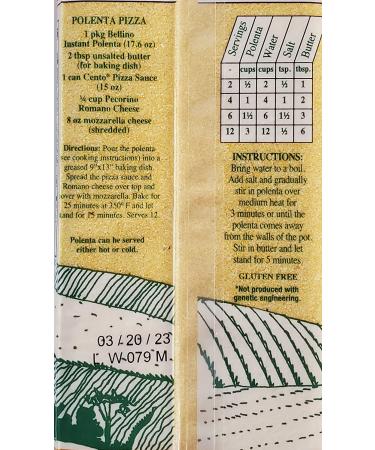 POLENTA PIZZA
1 pkg Bellino
Instant Polenta (17.6 oz)
2 tbsp unsalted butter
(for baking dish)
1 can Cento® Pizza Sauce
(15 oz)
¼ cup Pecorino
Romano Cheese
8 oz mozzarella cheese
(shredded)
Directions: Pour the polenta
(see cooking instructions) into a
greased 9"x13" baking dish.
Spread the pizza sauce and
Romano cheese over top and
cover with mozzarella. Bake for
25 minutes at 350° F and let
stand for 15 minutes. Serves 12.
Polenta can be served
either hot or cold.
03/20/23
L W-079 M
Servings Polenta Water Salt Butter
- cups cups tsp. tbsp.
2 ½ 2 ½ 1
4 1 4 1 2
6 1½ 6 1½ 3
12 3 12 3 6
INSTRUCTIONS:
Bring water to a boil.
Add salt and gradually
stir in polenta over
medium heat for
3 minutes or until the
polenta comes away
from the walls of the pot.
Stir in butter and let
stand for 5 minutes.
GLUTEN FREE
*Not produced with
genetic engineering.